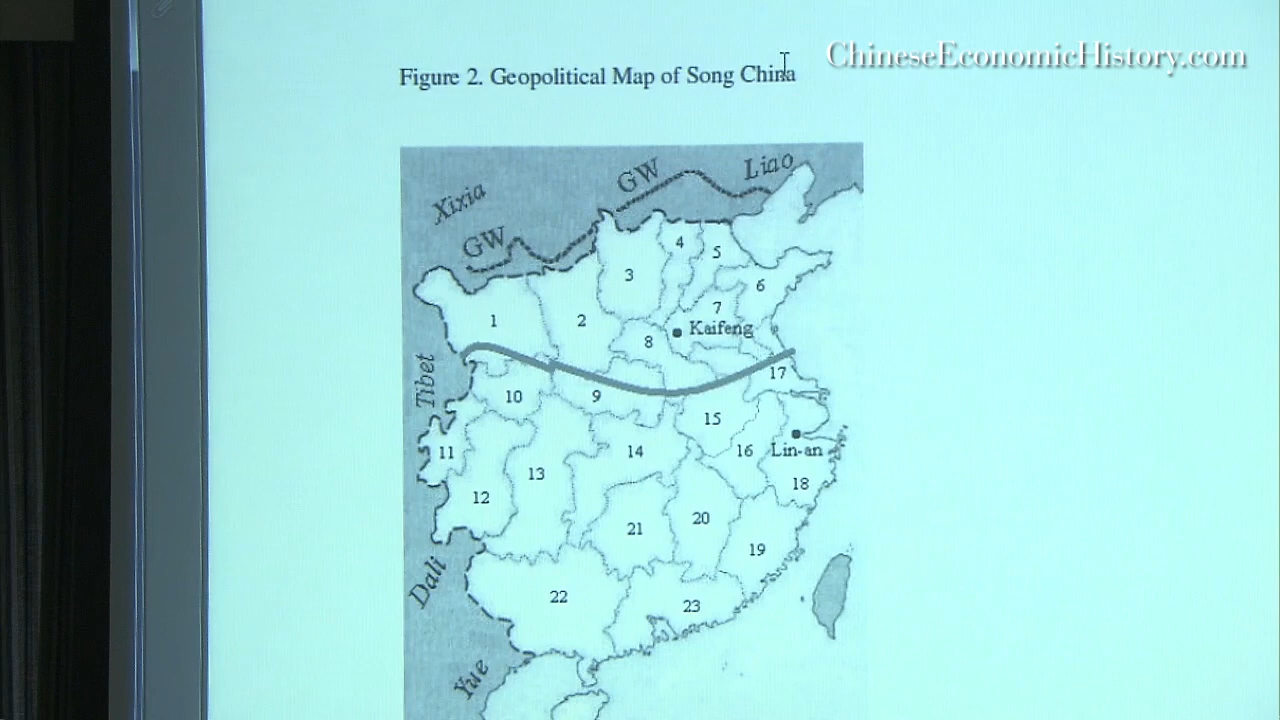 ChineseEconomicHistory.com
Figure 2. Geopolitical Map of Song China
Liao
GW
Xixia
GW
4
5
3
6
7
1
2
Kaifeng
8
Tibet
17
10
9
15
Lin-an
11
14
16
13
18
12
20
21
19
Dali
22
23
Yue